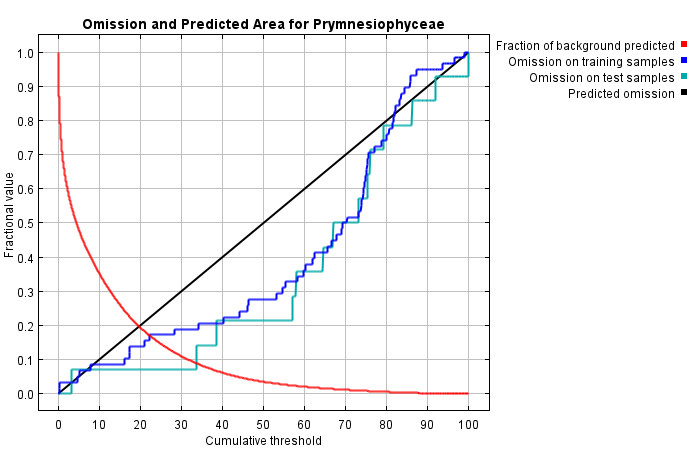 Omission and Predicted Area for Prymnesiophyceae
Fraction of background predicted
Omission on training samples
Omission on test samples
Predicted omission
Fractional value
1.0
0.9
0.8
0.7
0.6
0.5
0.4
0.3
0.2
0.1
0.0
0 10 20 30 40 50 60 70 80 90 100
Cumulative threshold